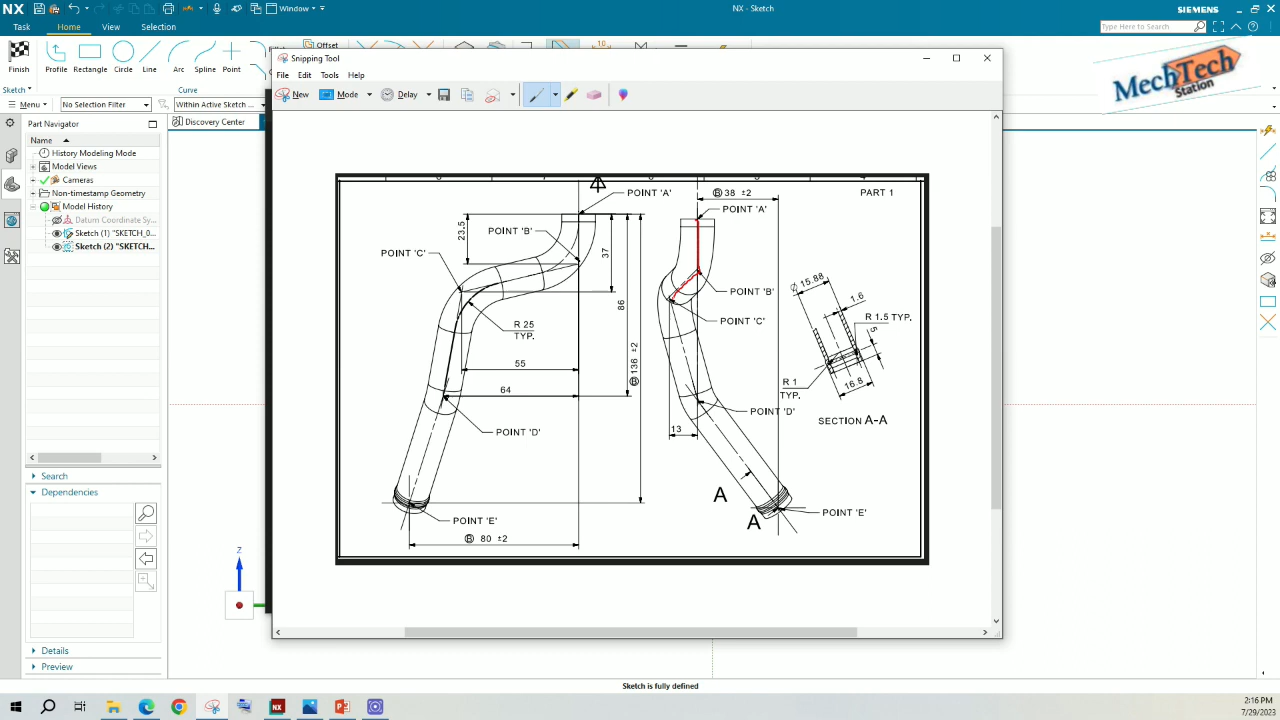 NX - Sketch
SIEMENS
Window
Task
Home
View
Selection
Type Here to Search
Finish
Profile
Rectangle
Circle
Line
Arc
Spline
Point
Offset
Sketch
Curve
Menu
No Selection Filter
Within Active Sketch ...
MechTech
Station
Part Navigator
Discovery Center
Name
History Modeling Mode
Model Views
Cameras
Non-timestamp Geometry
Model History
Datum Coordinate Sy...
Sketch (1) "SKETCH_0...
Sketch (2) "SKETCH...
Search
Dependencies
Details
Preview
Z
Snipping Tool
File Edit Tools Help
New Mode Delay
PART 1
POINT 'A'
POINT 'B'
POINT 'C'
23.5
37
86
R 25
TYP.
55
64
B 136 ±2
POINT 'D'
POINT 'E'
B 80 ±2
B 38 ±2
POINT 'A'
POINT 'B'
POINT 'C'
POINT 'D'
13
A
A
POINT 'E'
Ø 15.88
1.6
R 1.5 TYP.
5
R 1
TYP.
16.8
SECTION A-A
Sketch is fully defined
2:16 PM
7/29/2023